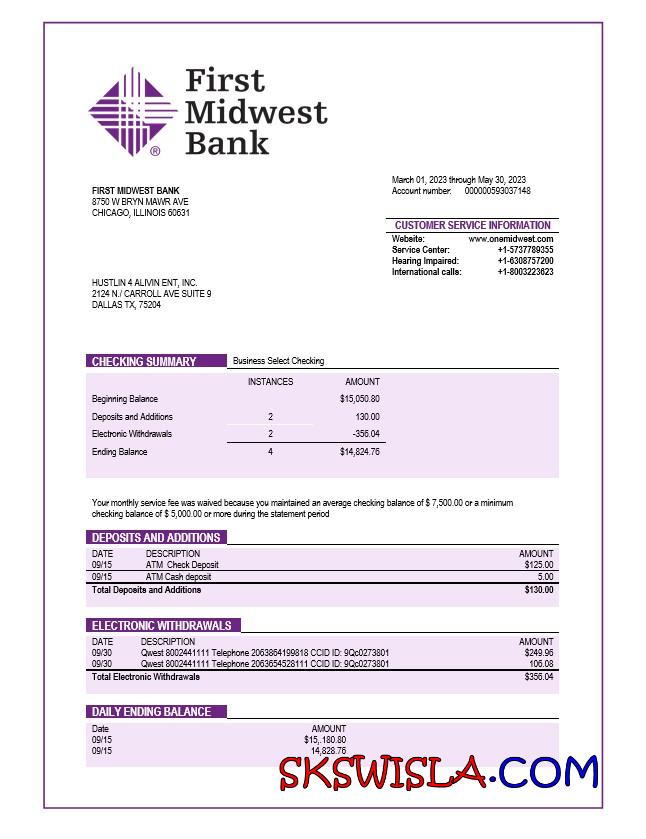 First
Midwest
Bank
®
March 01, 2023 through May 30, 2023
Account number: 000000593037148
FIRST MIDWEST BANK
8750 W BRYN MAWR AVE
CHICAGO, ILLINOIS 60631
CUSTOMER SERVICE INFORMATION
Website: www.onemidwest.com
Service Center: +1-5737789355
Hearing Impaired: +1-6308757200
International calls: +1-8003223623
HUSTLIN 4 ALIVIN ENT, INC.
2124 N./ CARROLL AVE SUITE 9
DALLAS TX, 75204
CHECKING SUMMARY Business Select Checking
INSTANCES AMOUNT
Beginning Balance $15,050.80
Deposits and Additions 2 130.00
Electronic Withdrawals 2 -356.04
Ending Balance 4 $14,824.76
Your monthly service fee was waived because you maintained an average checking balance of $ 7,500.00 or a minimum
checking balance of $ 5,000.00 or more during the statement period
DEPOSITS AND ADDITIONS
DATE DESCRIPTION AMOUNT
09/15 ATM Check Deposit $125.00
09/15 ATM Cash deposit 5.00
Total Deposits and Additions $130.00
ELECTRONIC WITHDRAWALS
DATE DESCRIPTION AMOUNT
09/30 Qwest 8002441111 Telephone 2063864199818 CCID ID: 9Qc0273801 $249.96
09/30 Qwest 8002441111 Telephone 2063654528111 CCID ID: 9Qc0273801 106.08
Total Electronic Withdrawals $356.04
DAILY ENDING BALANCE
Date AMOUNT
09/15 $15,.180.80
09/15 14,828.76
SKSWISLA.COM